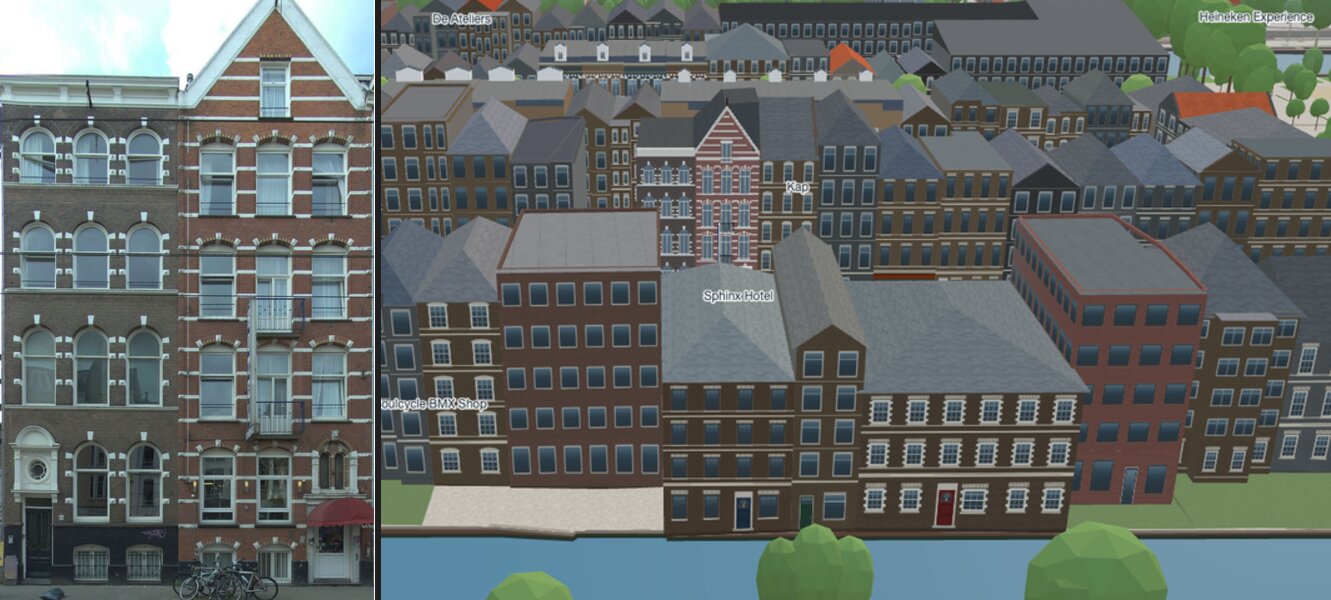 De Ateliers
Heineken Experience
Kap
Sphinx Hotel
oulcycle BMX Shop